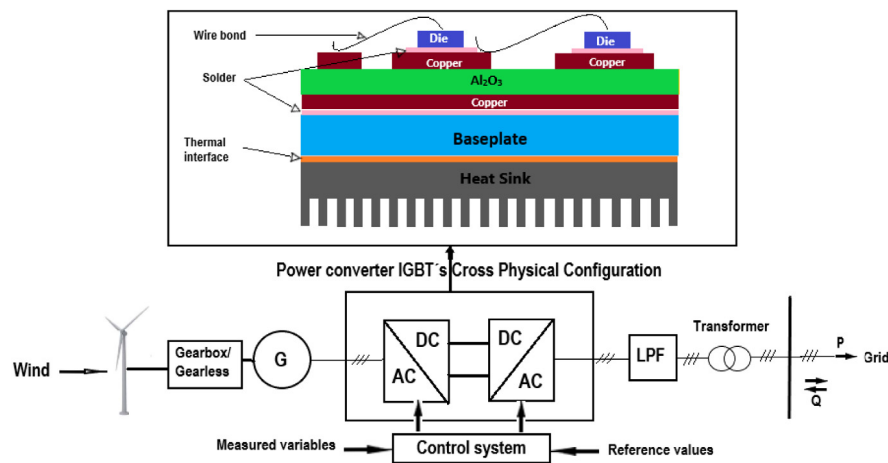 Wire bond
Die
Die
Solder
Copper
Copper
Al₂O₃
Copper
Baseplate
Thermal
interface
Heat Sink
Power converter IGBT´s Cross Physical Configuration
Wind
Gearbox/
Gearless
G
DC
AC
DC
AC
LPF
Transformer
P
Grid
Q
Measured variables
Control system
Reference values